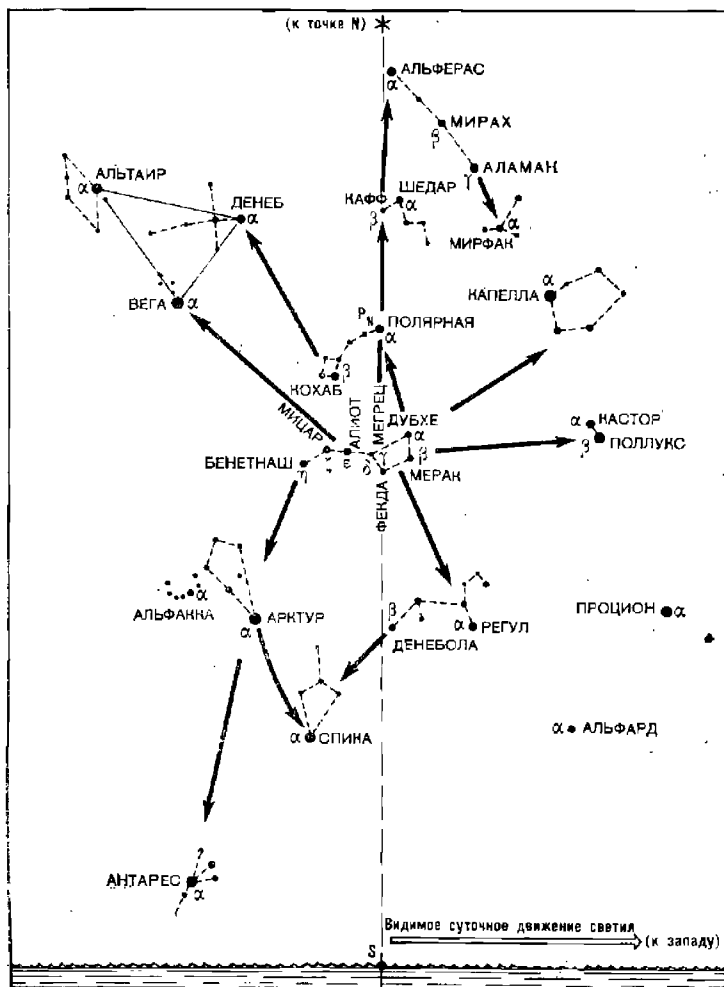 (к точке N)
АЛЬФЕРАС
α
β МИРАХ
АЛЬТАИР
α
АЛАМАК
γ
ДЕНЕБ
α
КАФФ
β
ШЕДАР
α
МИРФАК
α
КАПЕЛЛА
α
ВЕГА
α
PN
ПОЛЯРНАЯ
α
КОХАБ
β
МИЦАР
АЛИОТ
МЕГРЕЦ
ДУБХЕ
α
КАСТОР
β ПОЛЛУКС
БЕНЕТНАШ
η
ε
δ
γ
β
МЕРАК
ФЕКДА
АЛЬФАККА
α
АРКТУР
α
β
ДЕНЕБОЛА
α
РЕГУЛ
ПРОЦИОН
α
α СПИКА
α АЛЬФАРД
АНТАРЕС
α
Видимое суточное движение светил
(к западу)
S